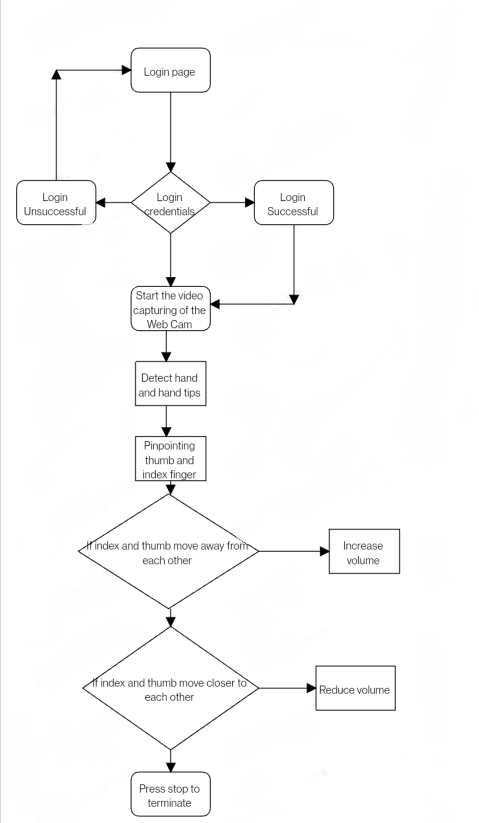 Login page
Login
Unsuccessful
Login
credentials
Login
Successful
Start the video
capturing of the
Web Cam
Detect hand
and hand tips
Pinpointing
thumb and
index finger
If index and thumb move away from
each other
Increase
volume
If index and thumb move closer to
each other
Reduce volume
Press stop to
terminate